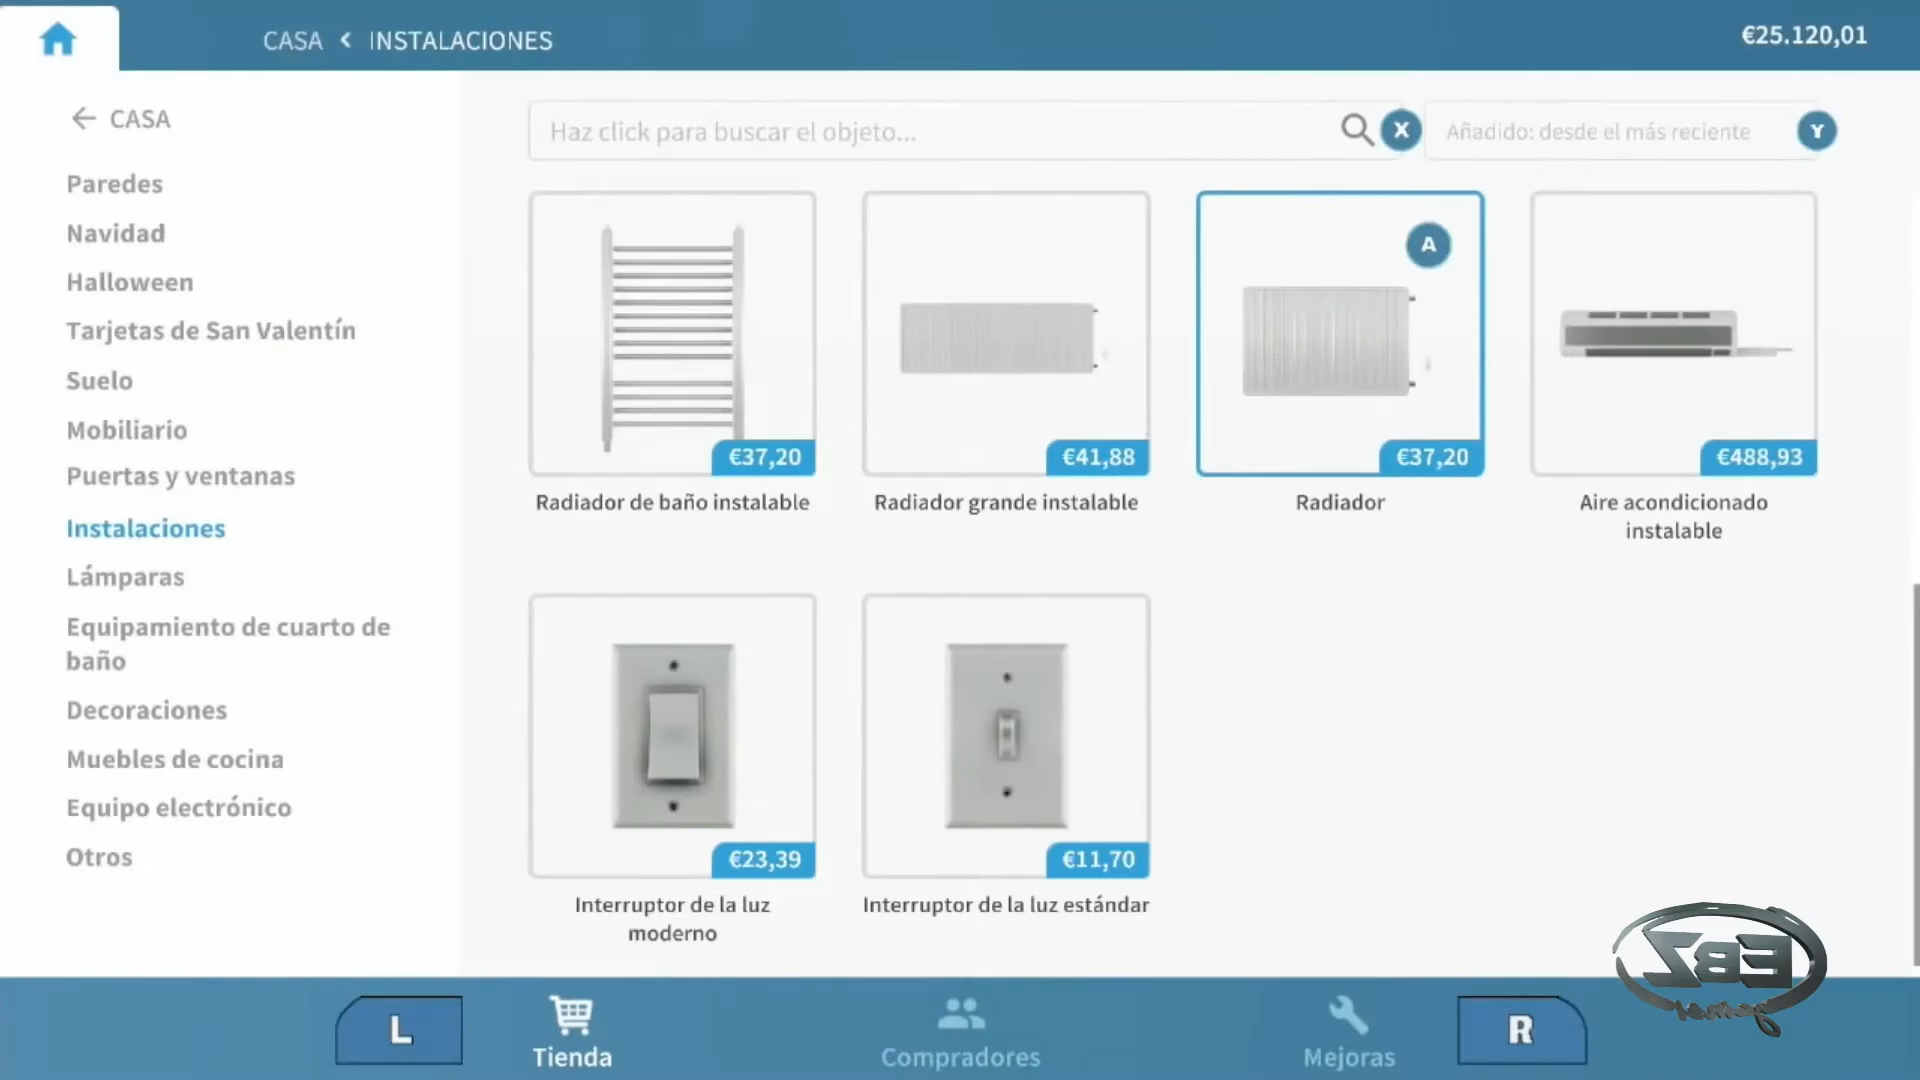 CASA < INSTALACIONES
€25.120,01
← CASA
Paredes
Navidad
Halloween
Tarjetas de San Valentín
Suelo
Mobiliario
Puertas y ventanas
Instalaciones
Lámparas
Equipamiento de cuarto de
baño
Decoraciones
Muebles de cocina
Equipo electrónico
Otros
Haz click para buscar el objeto...
X
Añadido: desde el más reciente
Y
€37,20
Radiador de baño instalable
€41,88
Radiador grande instalable
A
€37,20
Radiador
€488,93
Aire acondicionado
instalable
€23,39
Interruptor de la luz
moderno
€11,70
Interruptor de la luz estándar
EBZ
Gamer
L
Tienda
Compradores
Mejoras
R